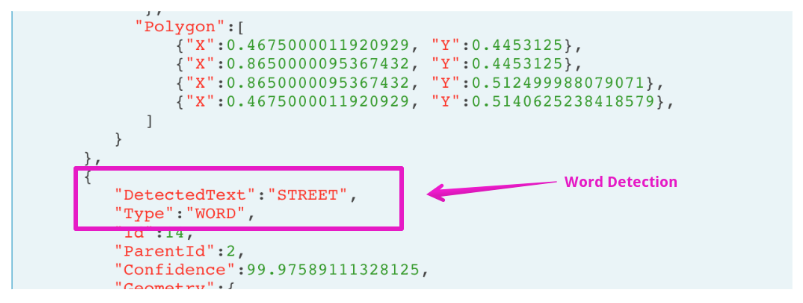 },
"Polygon":[
{"X":0.4675000011920929, "Y":0.4453125},
{"X":0.8650000095367432, "Y":0.4453125},
{"X":0.8650000095367432, "Y":0.512499988079071},
{"X":0.4675000011920929, "Y":0.5140625238418579},
]
}
},
{
"DetectedText":"STREET",
Word Detection
"Type":"WORD",
"Id":14,
"ParentId":2,
"Confidence":99.97589111328125,
"Geometry":{